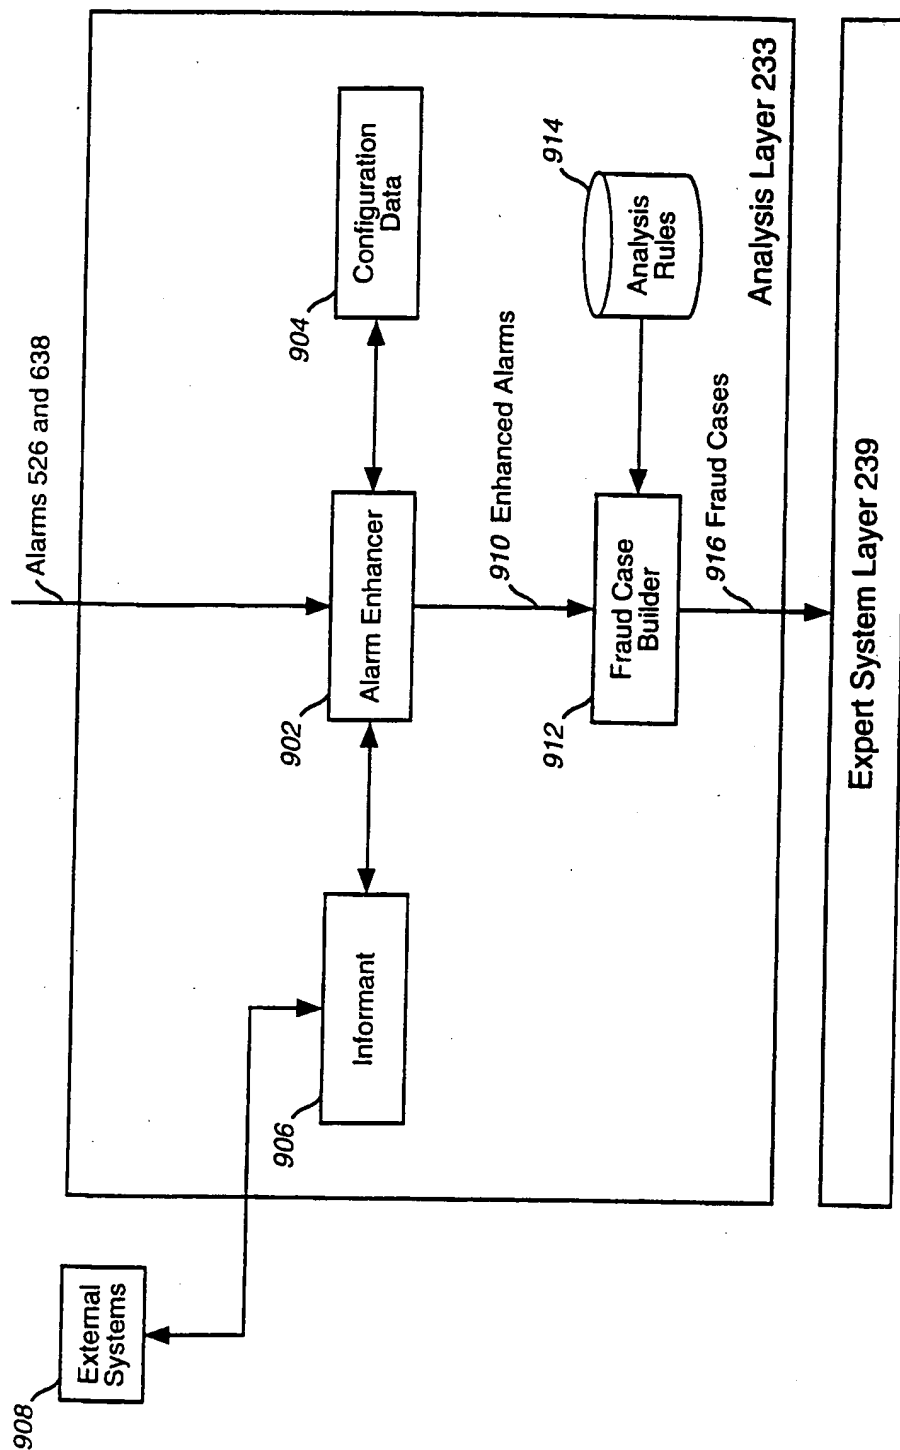 Alarms 526 and 638
908
External
Systems
906
Informant
902
Alarm Enhancer
904
Configuration
Data
910 Enhanced Alarms
912
Fraud Case
Builder
914
Analysis
Rules
916 Fraud Cases
Analysis Layer 233
Expert System Layer 239